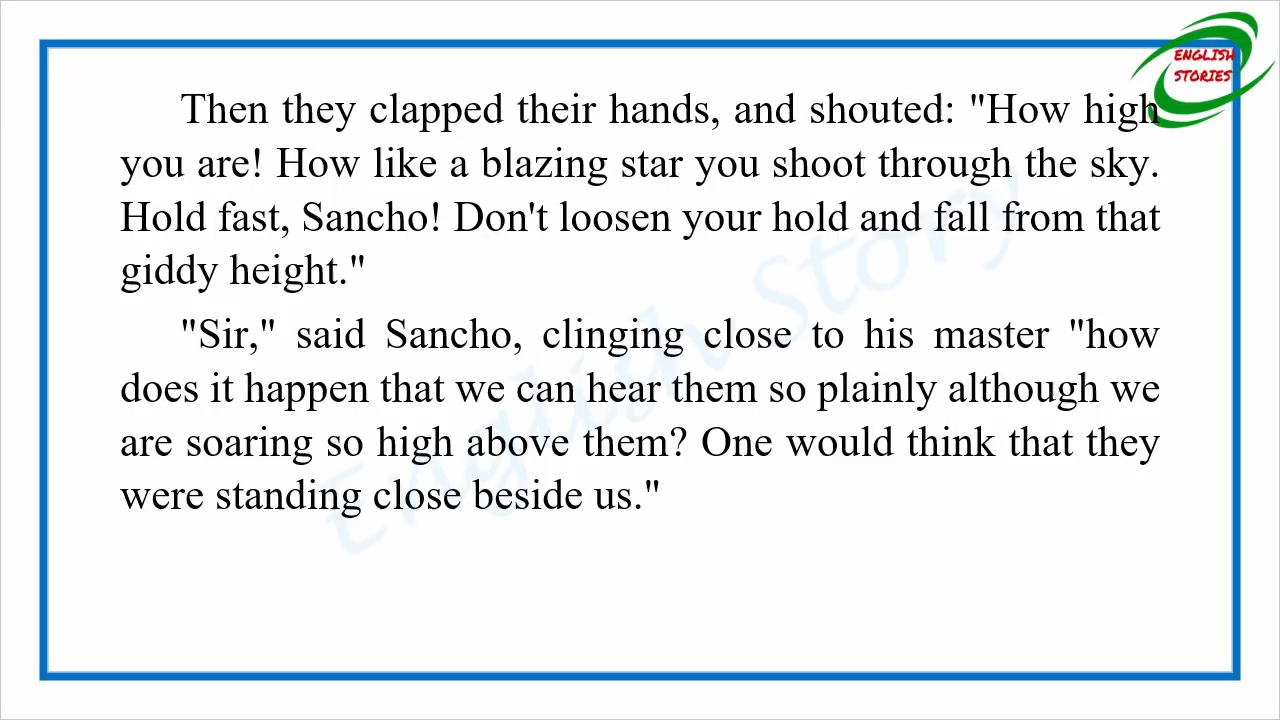 ENGLISH
STORIES
Then they clapped their hands, and shouted: "How high
you are! How like a blazing star you shoot through the sky.
Hold fast, Sancho! Don't loosen your hold and fall from that
giddy height."
"Sir," said Sancho, clinging close to his master "how
does it happen that we can hear them so plainly although we
are soaring so high above them? One would think that they
were standing close beside us."
English Story